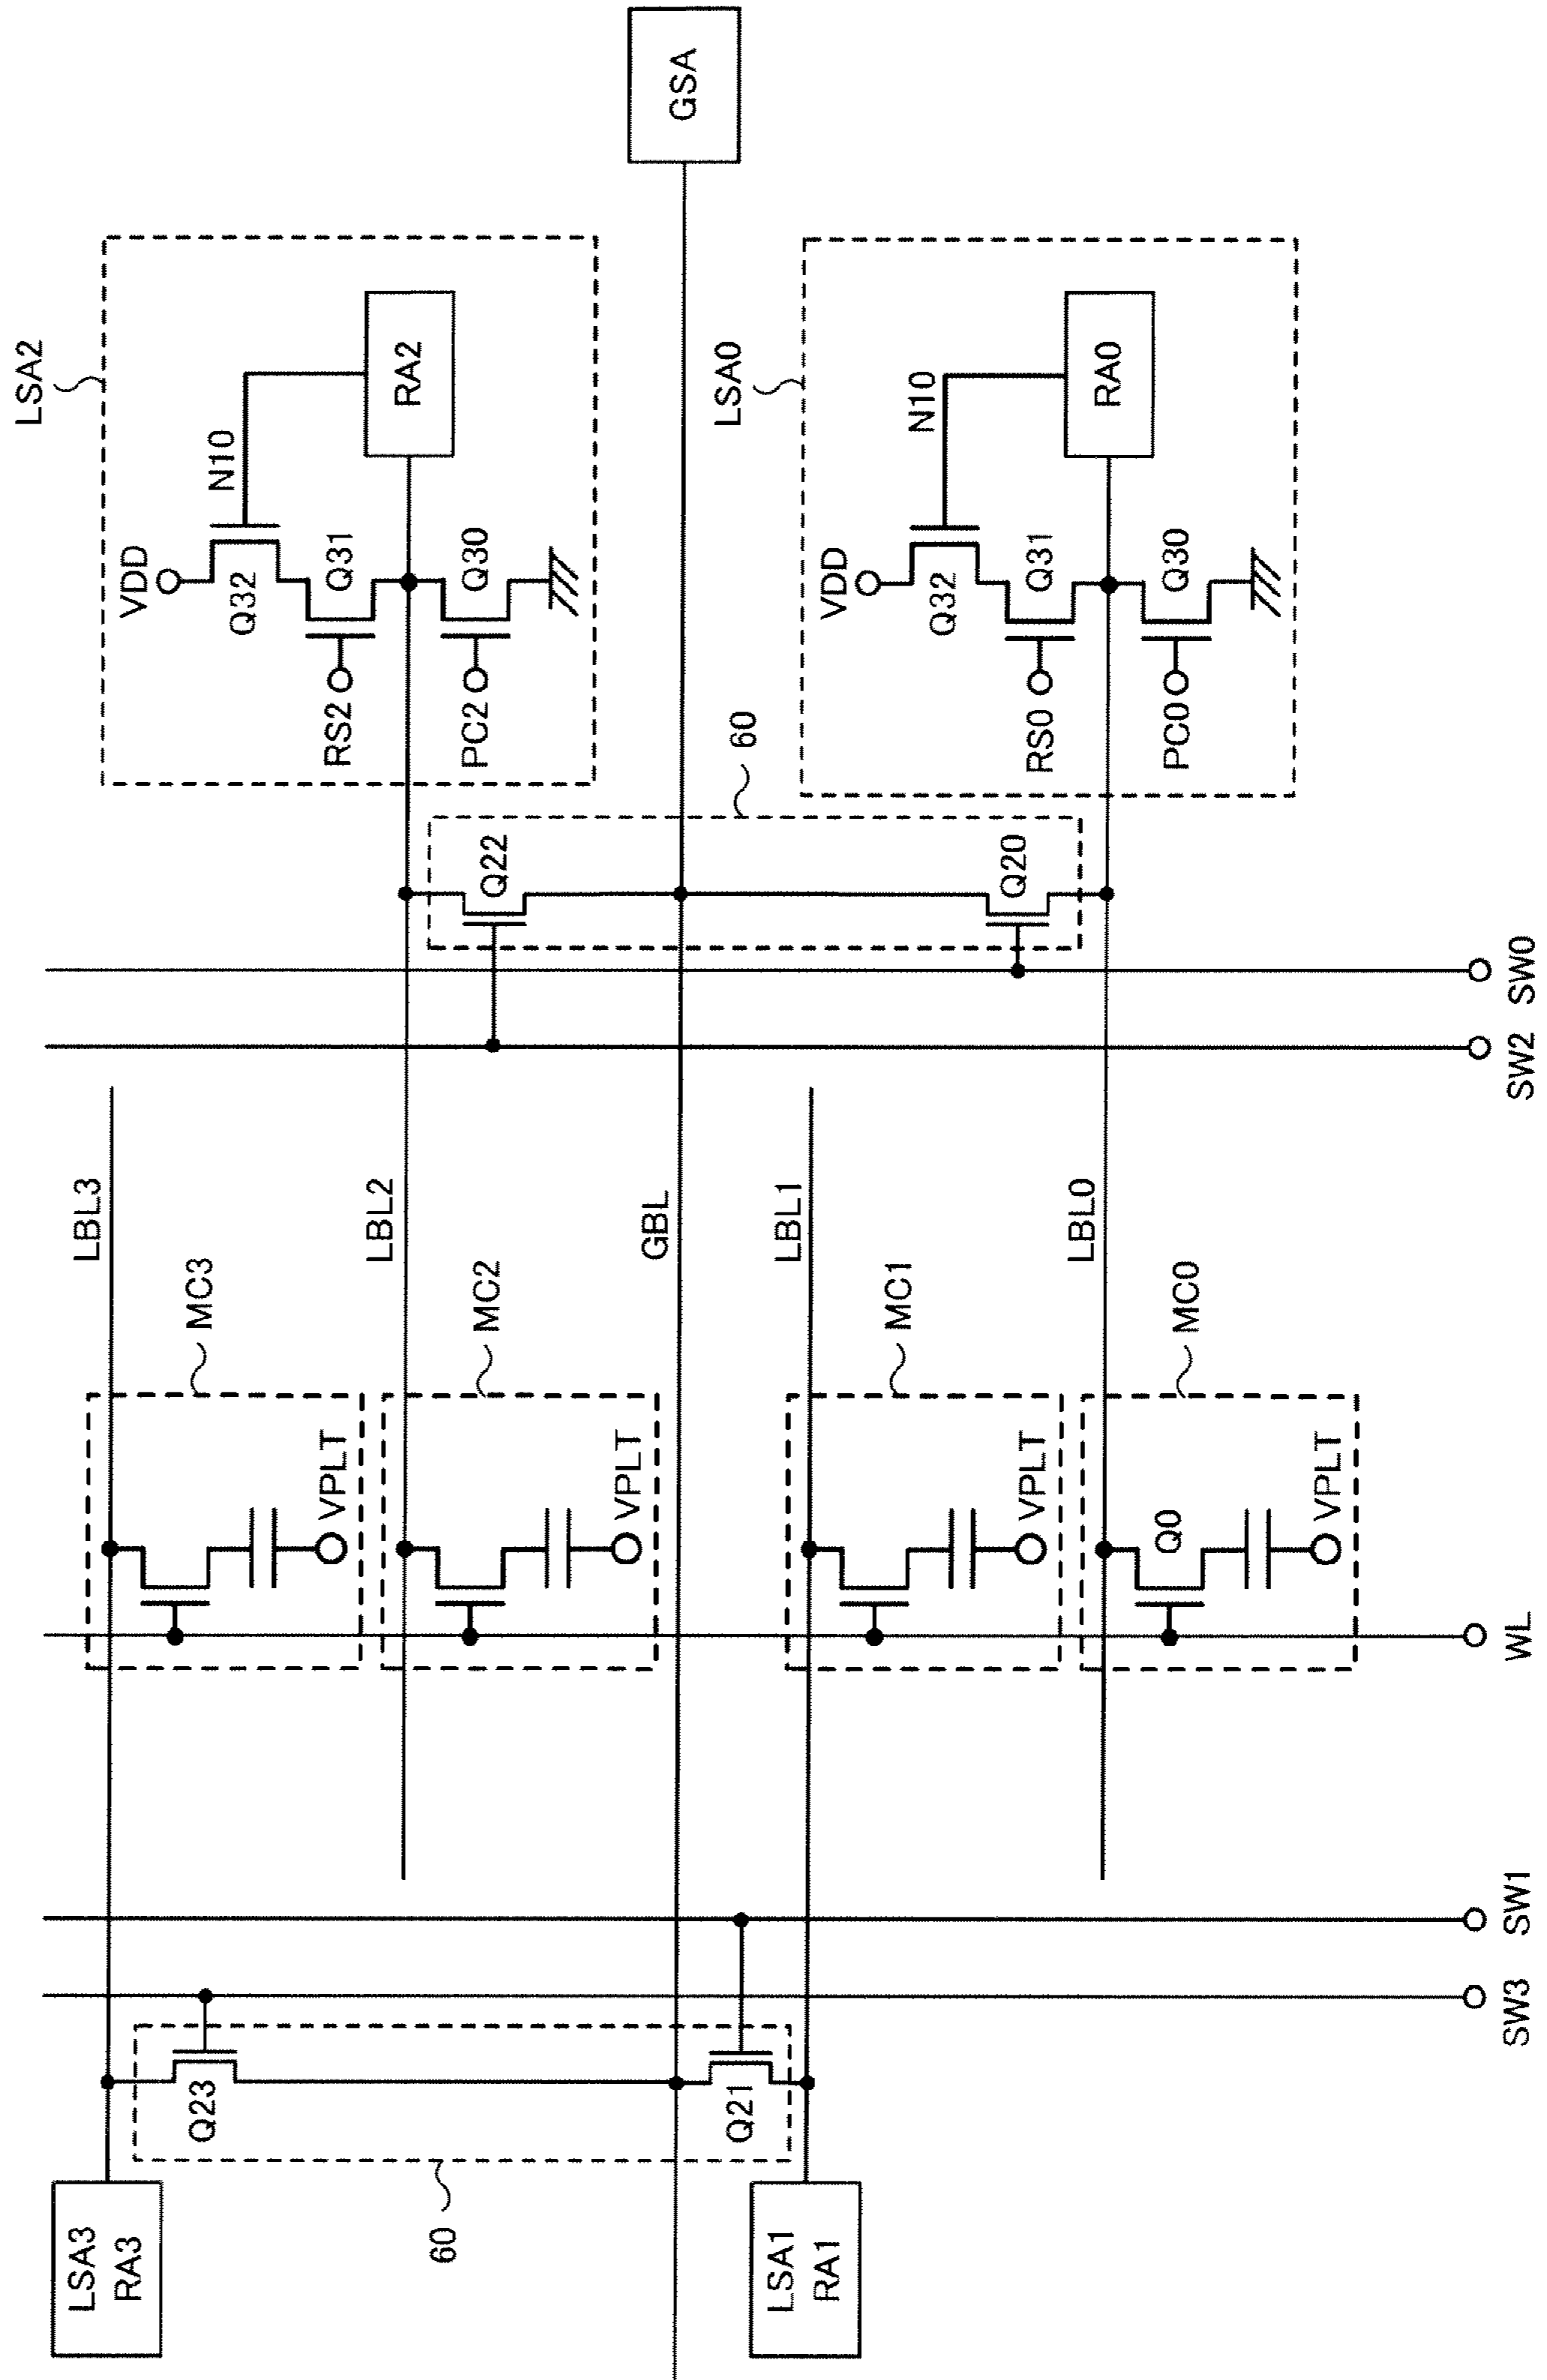 LSA3
RA3
LSA1
RA1
60
Q23
Q21
SW3
SW1
WL
MC3
VPLT
MC2
VPLT
MC1
VPLT
MC0
Q0
VPLT
LBL3
LBL2
GBL
LBL1
LBL0
SW2
SW0
60
Q22
Q20
LSA2
VDD
N10
Q32
Q31
Q30
RS2
PC2
RA2
LSA0
VDD
N10
Q32
Q31
Q30
RS0
PC0
RA0
GSA